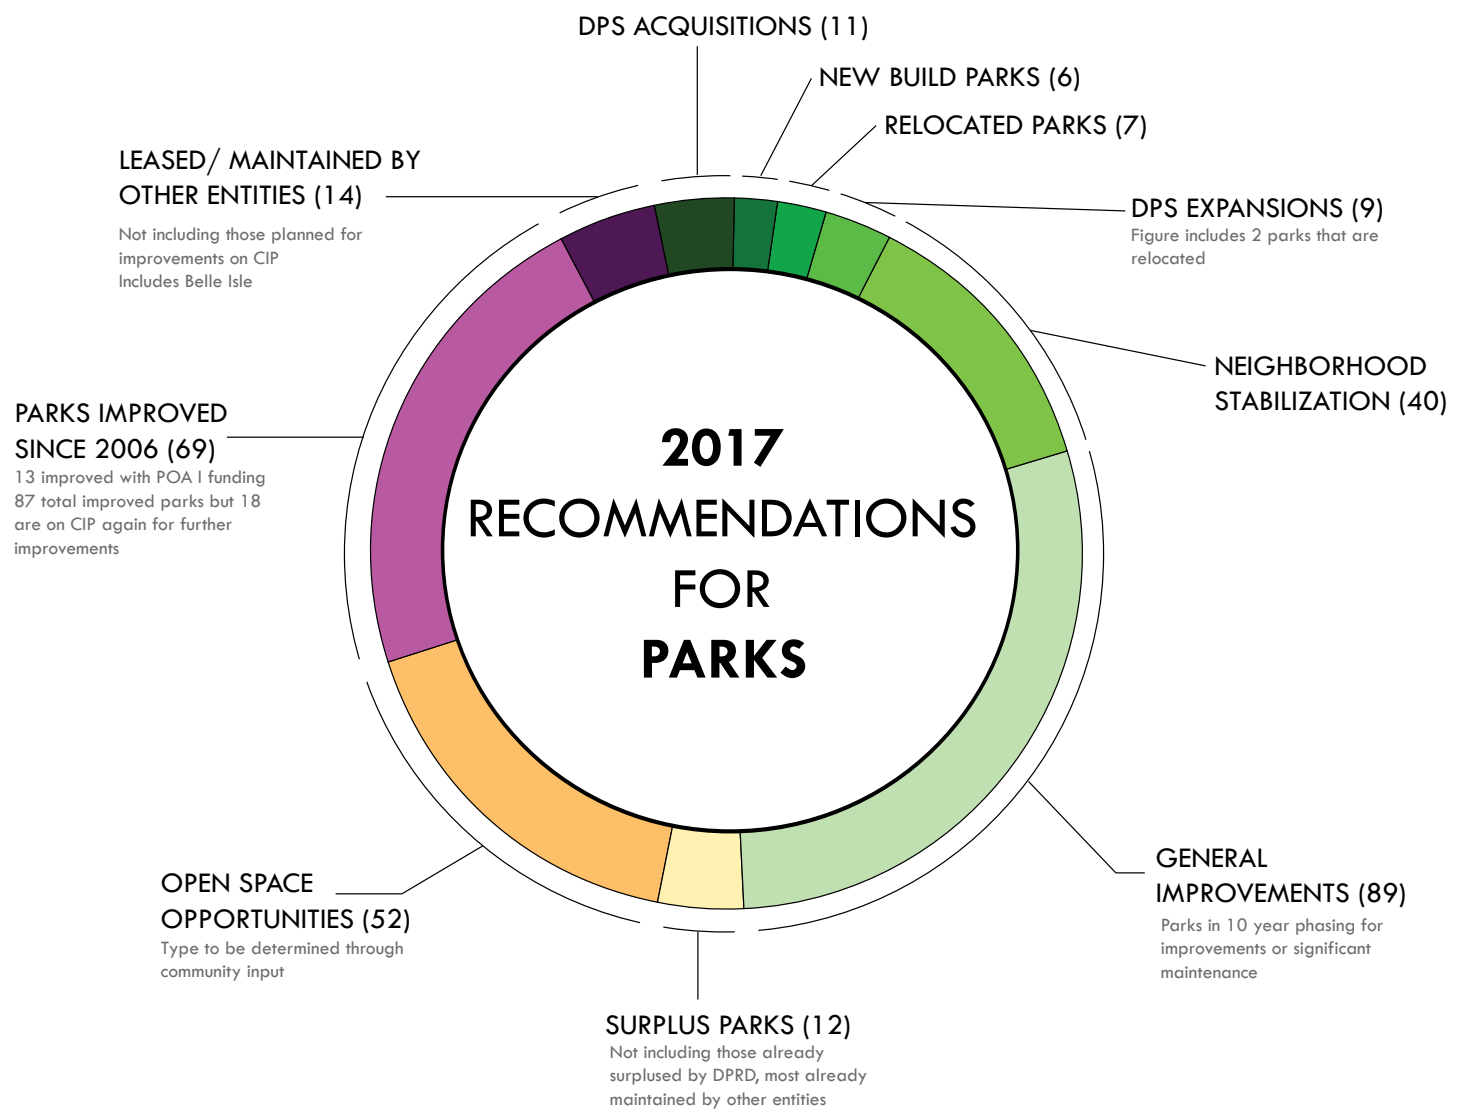 DPS ACQUISITIONS (11)
NEW BUILD PARKS (6)
RELOCATED PARKS (7)
DPS EXPANSIONS (9)
Figure includes 2 parks that are
relocated
NEIGHBORHOOD
STABILIZATION (40)
GENERAL
IMPROVEMENTS (89)
Parks in 10 year phasing for
improvements or significant
maintenance
SURPLUS PARKS (12)
Not including those already
surplused by DPRD, most already
maintained by other entities
OPEN SPACE
OPPORTUNITIES (52)
Type to be determined through
community input
PARKS IMPROVED
SINCE 2006 (69)
13 improved with POA I funding
87 total improved parks but 18
are on CIP again for further
improvements
LEASED/ MAINTAINED BY
OTHER ENTITIES (14)
Not including those planned for
improvements on CIP
Includes Belle Isle
2017
RECOMMENDATIONS
FOR
PARKS